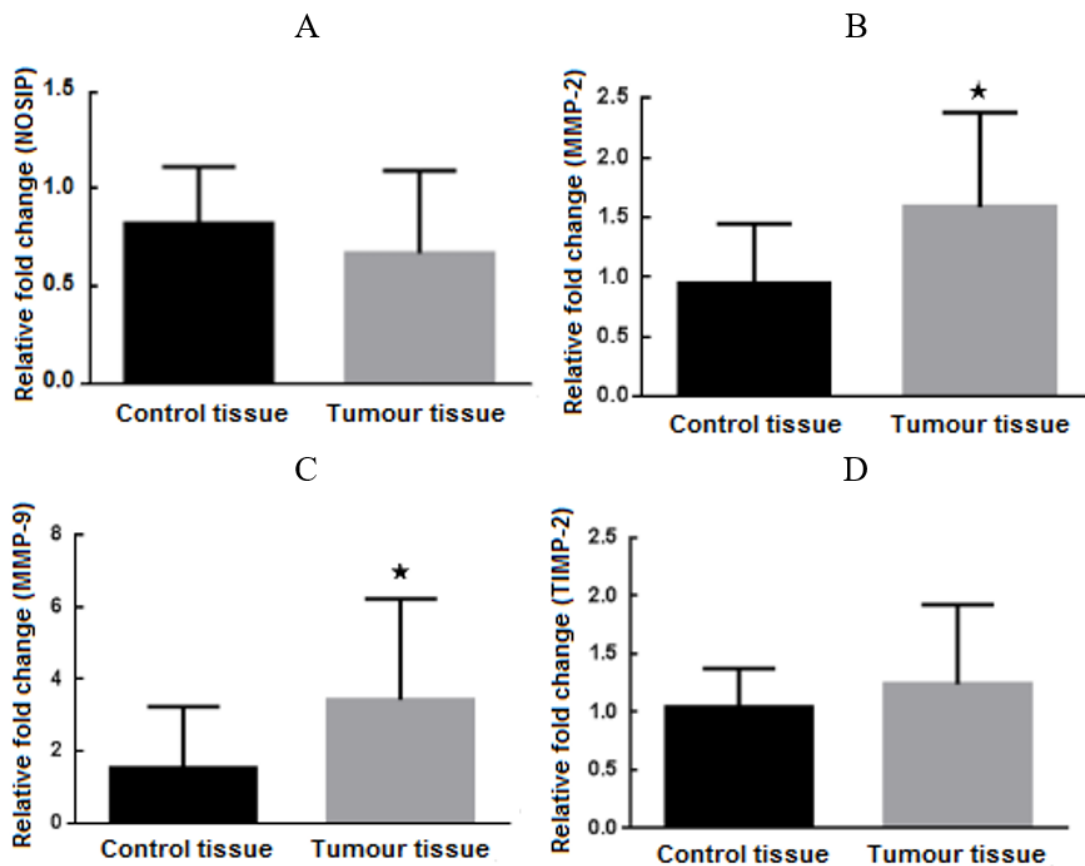 A
Relative fold change (NOSIP)
1.5
1.0
0.5
0.0
Control tissue
Tumour tissue
B
Relative fold change (MMP-2)
2.5
2.0
1.5
1.0
0.5
0.0
★
Control tissue
Tumour tissue
C
Relative fold change (MMP-9)
8
6
4
2
0
★
Control tissue
Tumour tissue
D
Relative fold change (TIMP-2)
2.5
2.0
1.5
1.0
0.5
0.0
Control tissue
Tumour tissue